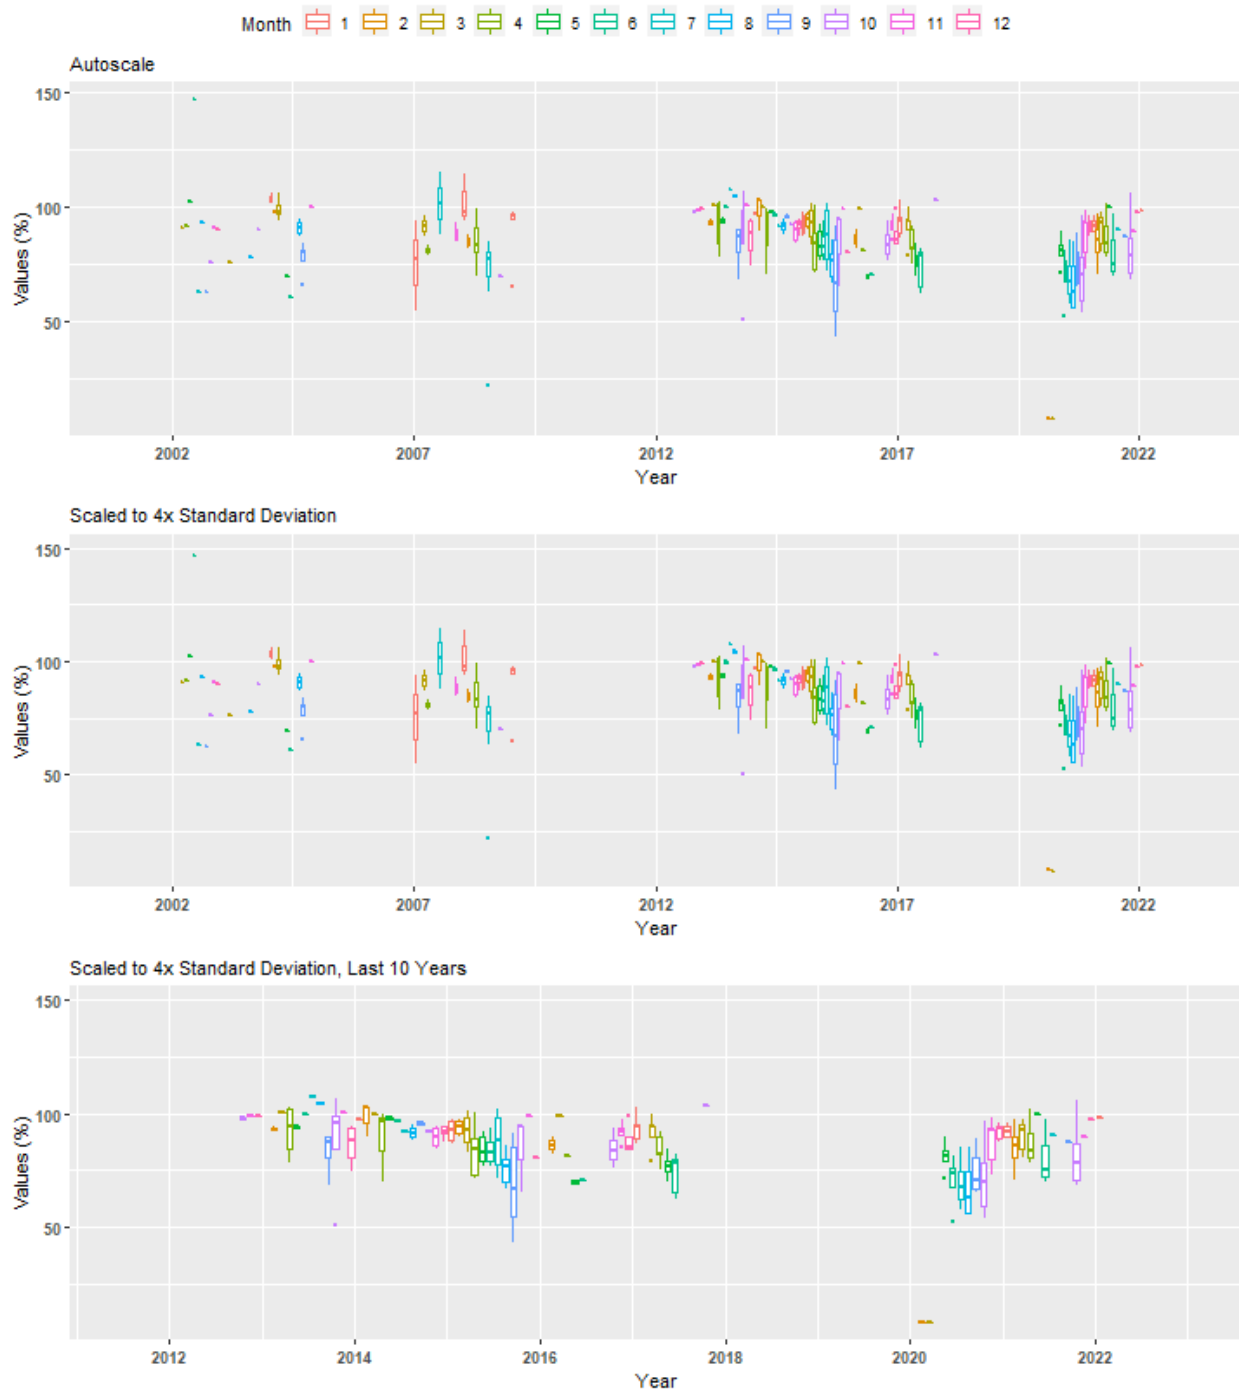 Month 1 2 3 4 5 6 7 8 9 10 11 12
Autoscale
150
100
50
Values (%)
2002 2007 2012 2017 2022
Year
Scaled to 4x Standard Deviation
150
100
50
Values (%)
2002 2007 2012 2017 2022
Year
Scaled to 4x Standard Deviation, Last 10 Years
150
100
50
Values (%)
2012 2014 2016 2018 2020 2022
Year